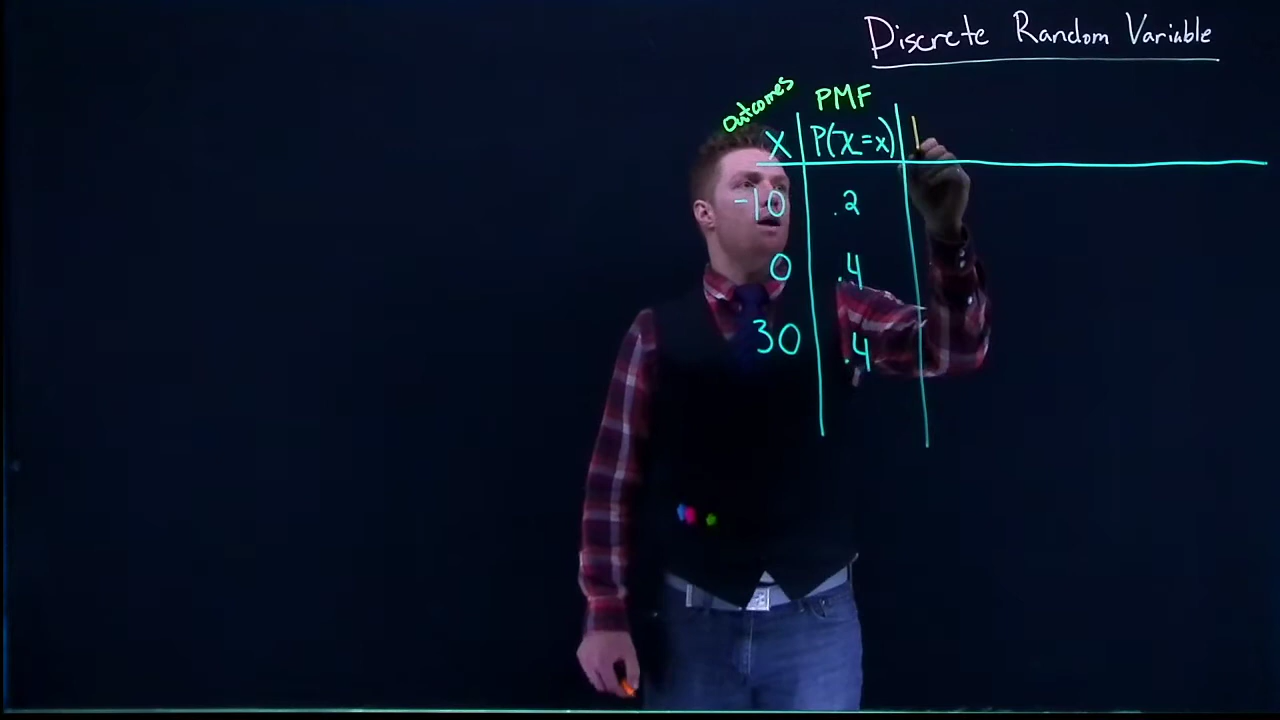 Discrete Random Variable
Outcomes PMF
X P(X=x)
-10 .2
0 .4
30 .4